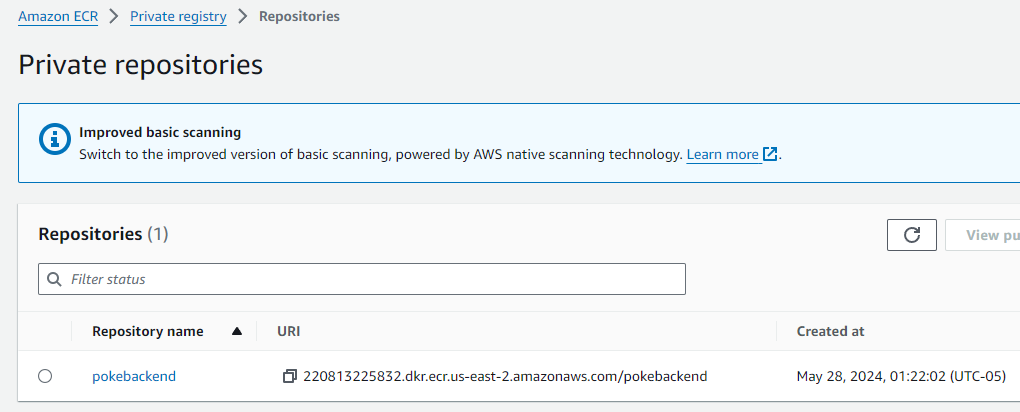 Amazon ECR > Private registry > Repositories
Private repositories
Improved basic scanning
Switch to the improved version of basic scanning, powered by AWS native scanning technology. Learn more.
Repositories (1)
View pu
Filter status
Repository name URI Created at
pokebackend 220813225832.dkr.ecr.us-east-2.amazonaws.com/pokebackend May 28, 2024, 01:22:02 (UTC-05)